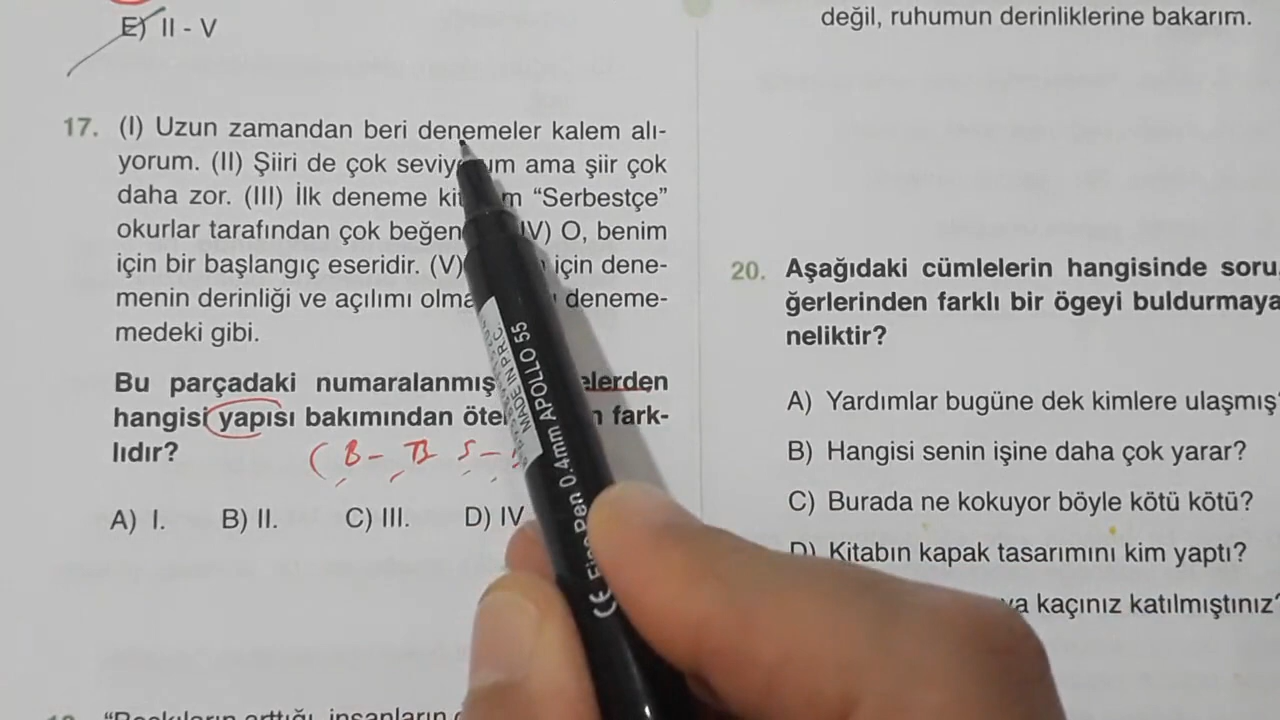 E) II - V
17. (I) Uzun zamandan beri denemeler kalem alı-
yorum. (II) Şiiri de çok seviy um ama şiir çok
daha zor. (III) İlk deneme kit m “Serbestçe”
okurlar tarafından çok beğen IV) O, benim
için bir başlangıç eseridir. (V) için dene-
menin derinliği ve açılımı olma deneme-
medeki gibi.
Bu parçadaki numaralanmış elerden
hangisi yapısı bakımından öte n fark-
lıdır?
( B - B S -
A) I. B) II. C) III. D) IV
değil, ruhumun derinliklerine bakarım.
20. Aşağıdaki cümlelerin hangisinde soru
ğerlerinden farklı bir ögeyi buldurmaya
neliktir?
A) Yardımlar bugüne dek kimlere ulaşmış
B) Hangisi senin işine daha çok yarar?
C) Burada ne kokuyor böyle kötü kötü?
D) Kitabın kapak tasarımını kim yaptı?
ya kaçınız katılmıştınız?
MADE IN P.R.C.
CE Fine Pen 0.4mm APOLLO 55